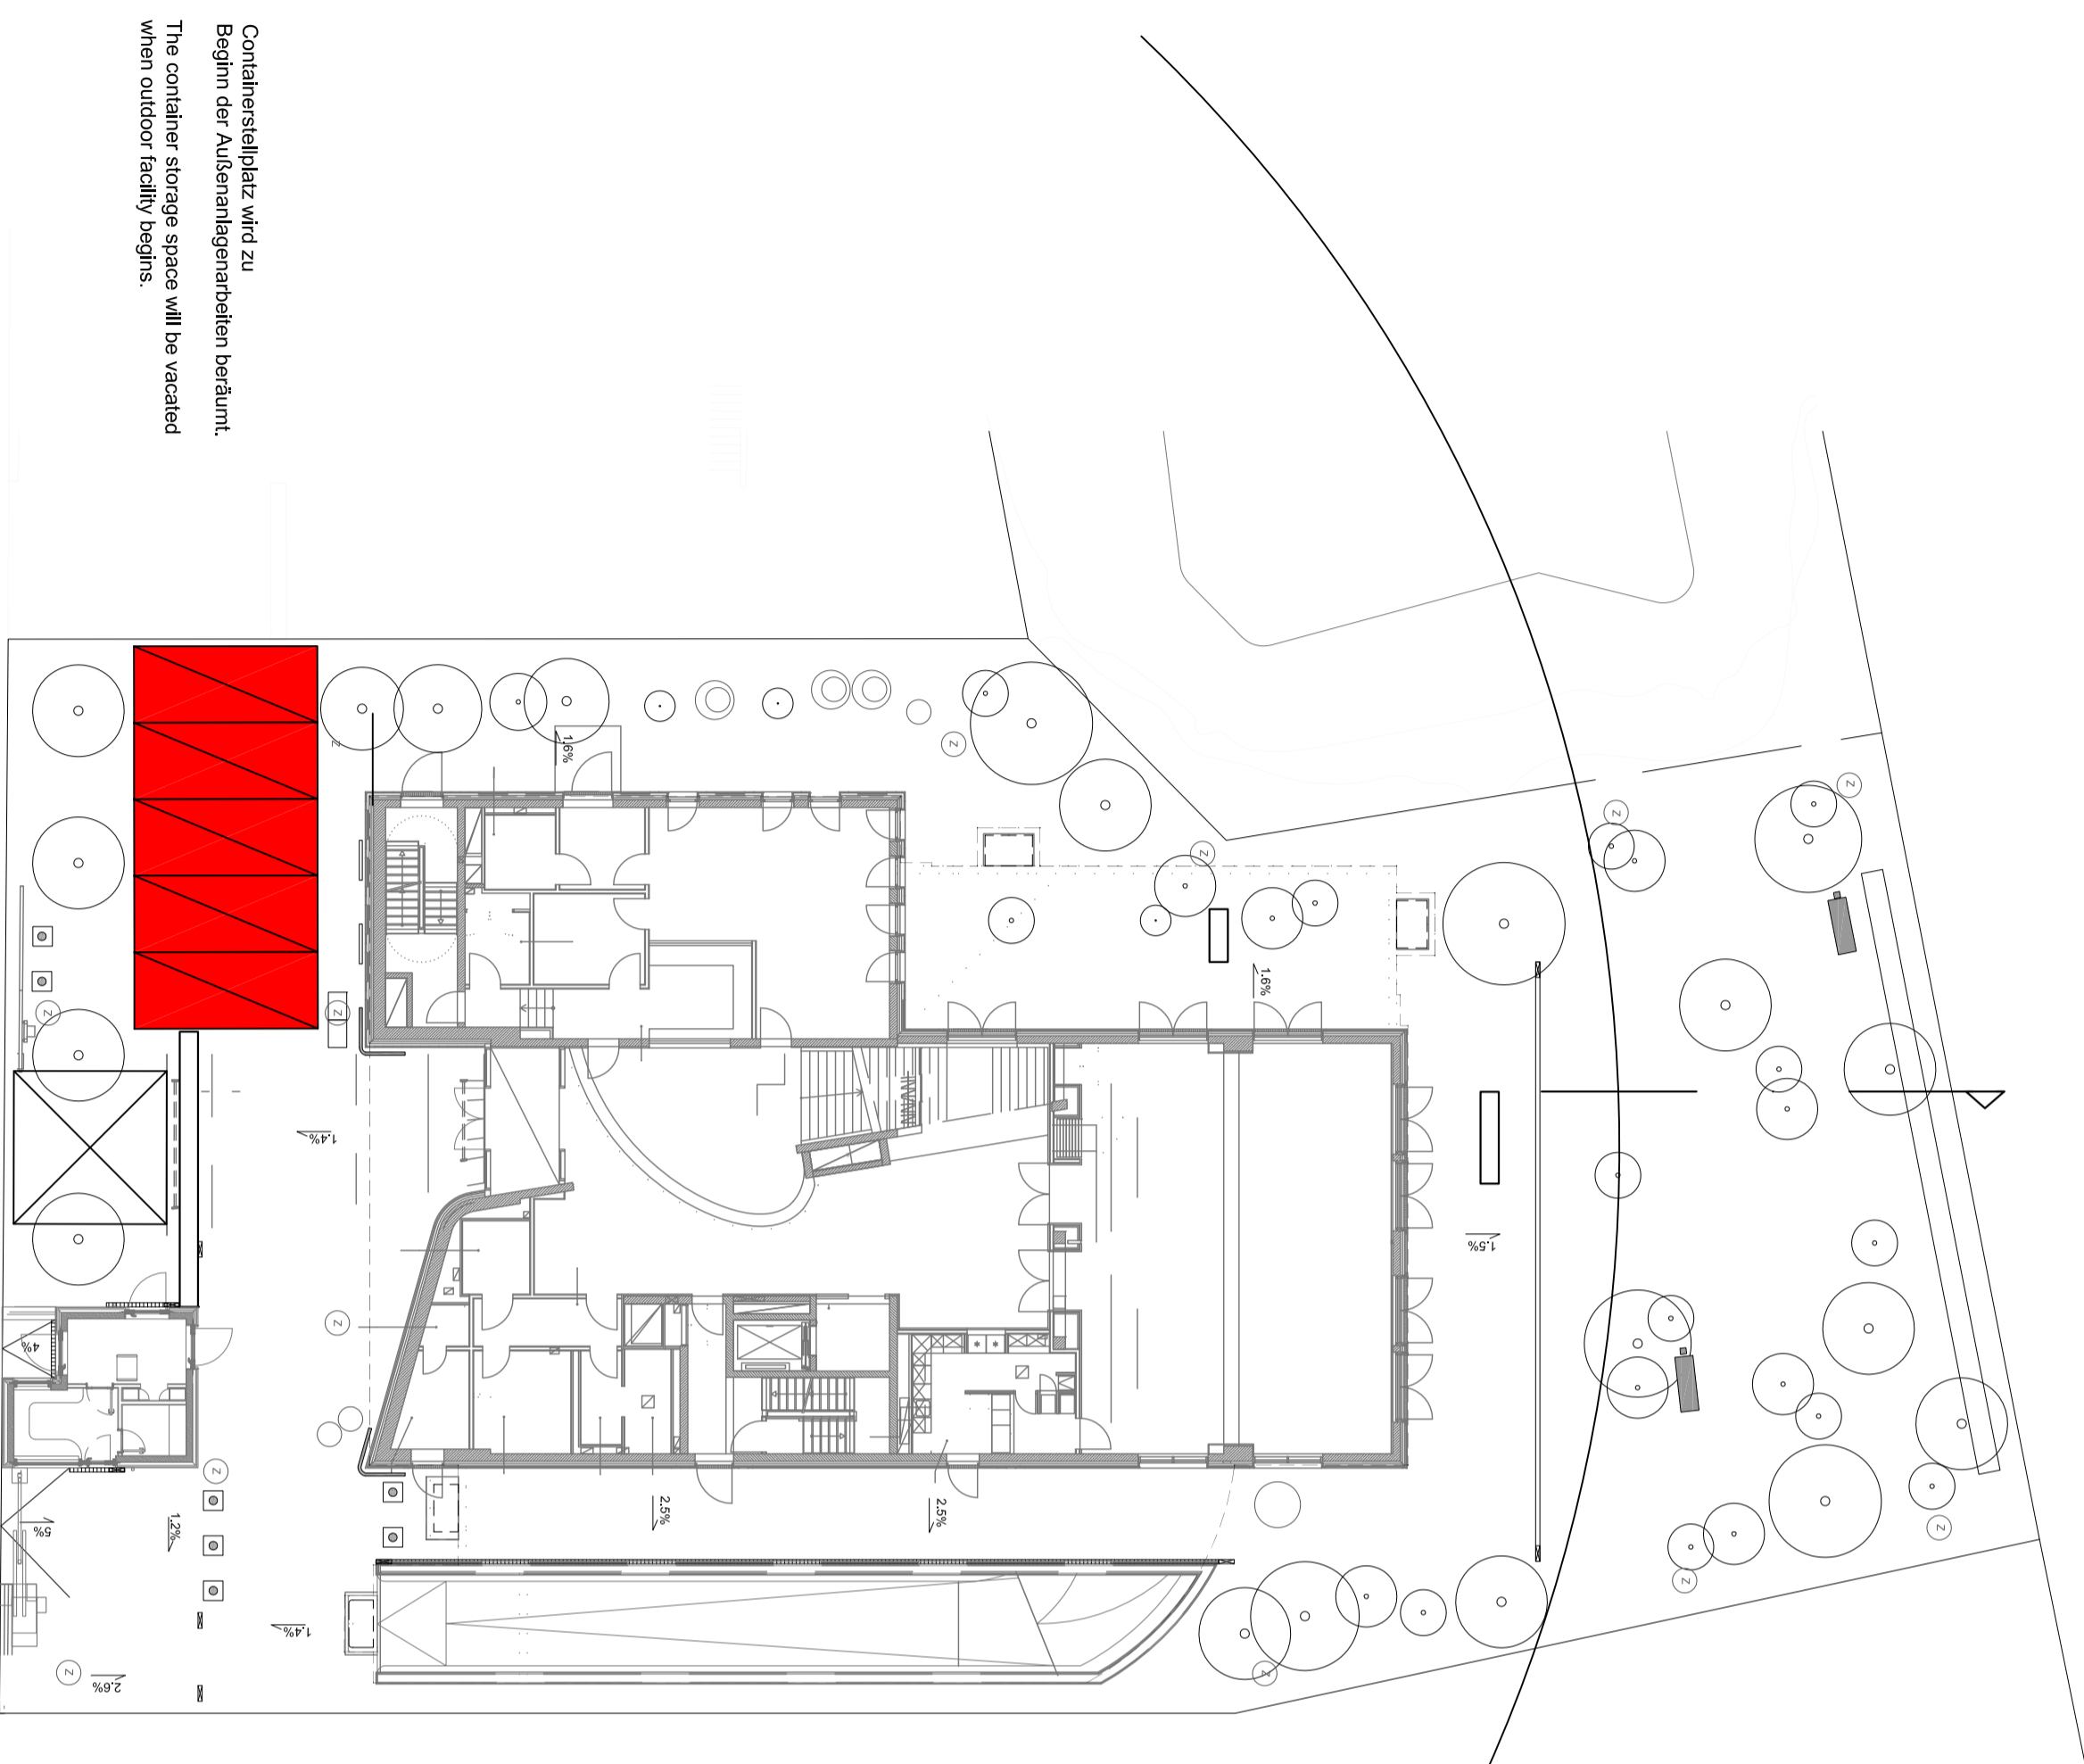 Containerstellplatz wird zu
Beginn der Außenanlagenarbeiten beräumt.
The container storage space will be vacated
when outdoor facility begins.
Z
1.6%
Z
Z
Z
Z
1.6%
Z
Z
1.4%
1.5%
Z
4%
Z
2.5%
2.5%
1.2%
5%
Z
Z
1.4%
Z
Z
2.6%